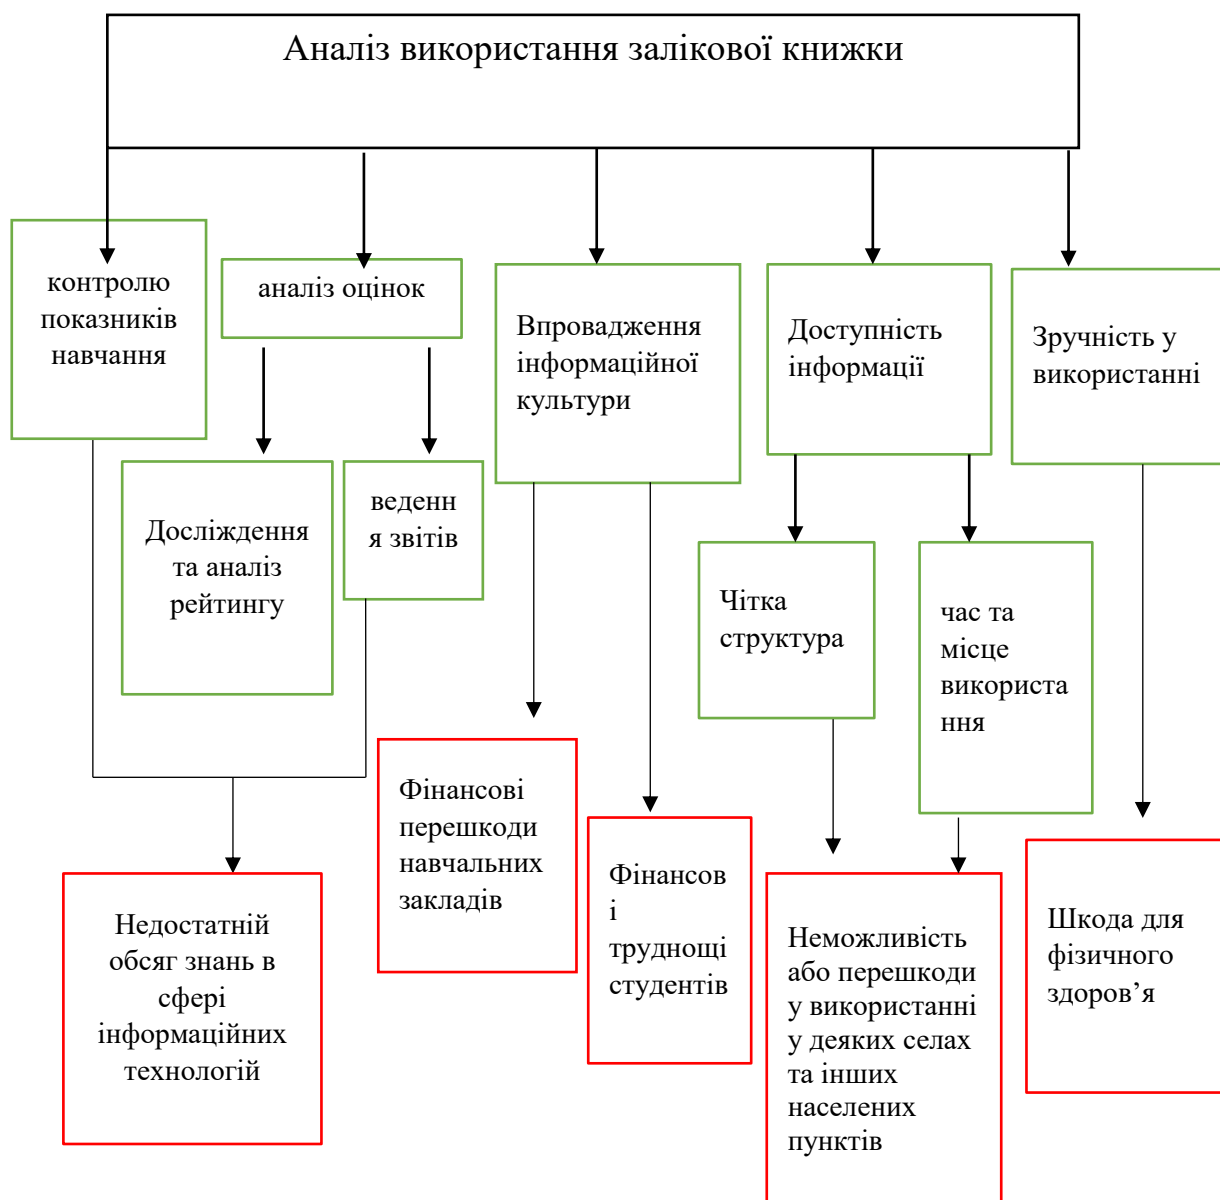 Аналіз використання залікової книжки
контролю
показників
навчання
аналіз оцінок
Впровадження
інформаційної
культури
Доступність
інформації
Зручність у
використанні
Досліждення
та аналіз
рейтингу
веденн
я звітів
Чітка
структура
час та
місце
використа
ння
Фінансові
перешкоди
навчальних
закладів
Фінансов
і
труднощі
студентів
Недостатній
обсяг знань в
сфері
інформаційних
технологій
Неможливість
або перешкоди
у використанні
у деяких селах
та інших
населених
пунктів
Шкода для
фізичного
здоров’я